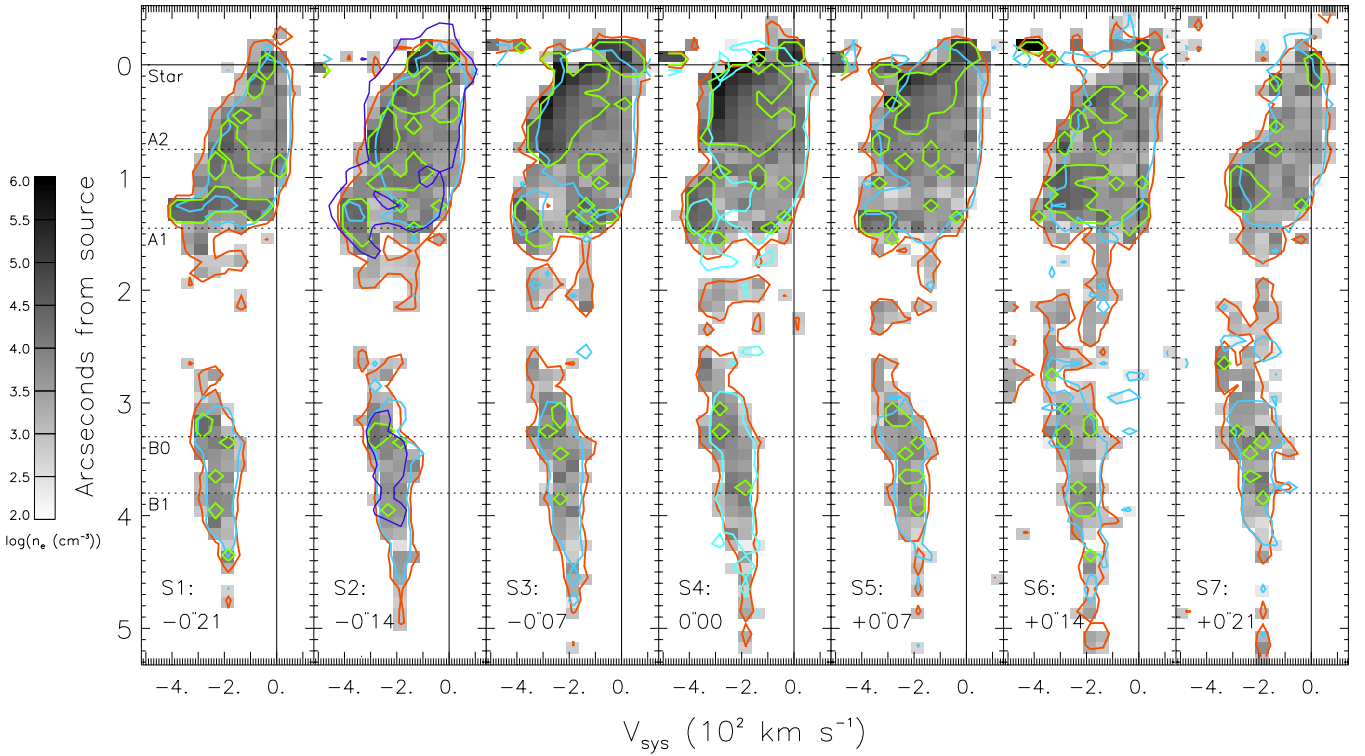 0
1
2
3
4
5
Star
A2
A1
B0
B1
Arcseconds from source
6.0
5.5
5.0
4.5
4.0
3.5
3.0
2.5
2.0
log(n_e (cm⁻³))
S1:
−0"21
S2:
−0"14
S3:
−0"07
S4:
0"00
S5:
+0"07
S6:
+0"14
S7:
+0"21
−4. −2. 0. −4. −2. 0. −4. −2. 0. −4. −2. 0. −4. −2. 0. −4. −2. 0. −4. −2. 0.
V_sys (10² km s⁻¹)